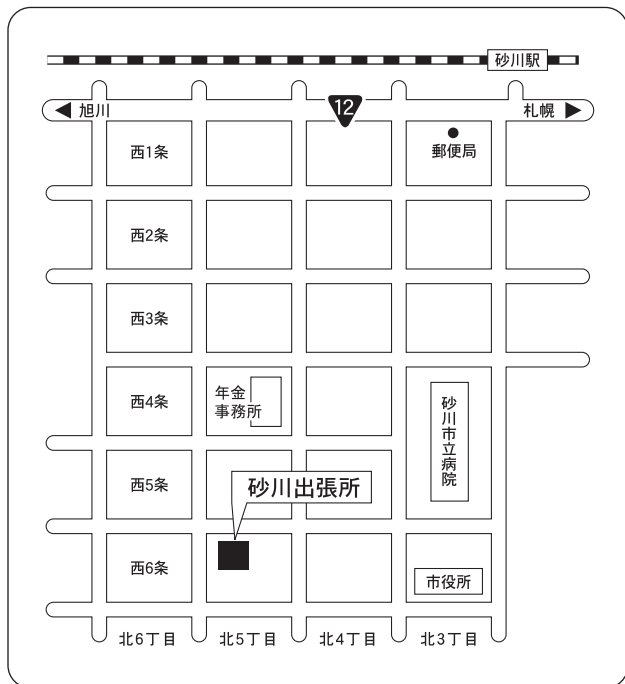 砂川駅
旭川
12
札幌
西1条
郵便局
西2条
西3条
西4条
年金
事務所
砂川市立病院
西5条
砂川出張所
西6条
市役所
北6丁目
北5丁目
北4丁目
北3丁目